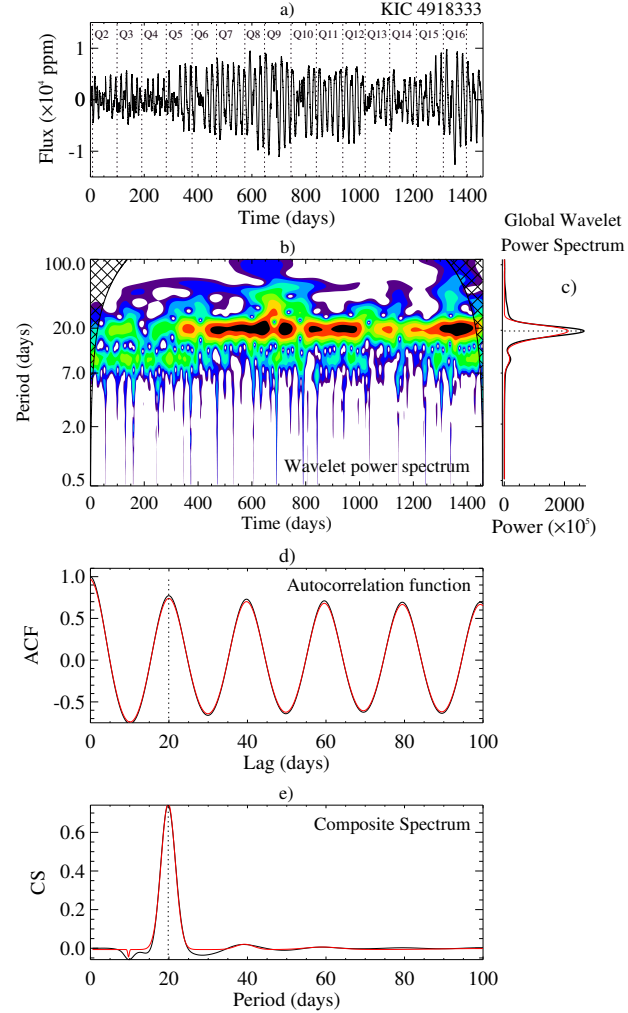 a)
KIC 4918333
Q2 Q3 Q4 Q5 Q6 Q7 Q8 Q9 Q10 Q11 Q12 Q13 Q14 Q15 Q16
1
0
-1
Flux (×10⁴ ppm)
0 200 400 600 800 1000 1200 1400
Time (days)
Global Wavelet
Power Spectrum
b)
c)
100.0
20.0
7.0
2.0
0.5
Period (days)
Wavelet power spectrum
0 200 400 600 800 1000 1200 1400
Time (days)
0 2000
Power (×10⁵)
d)
Autocorrelation function
1.0
0.5
0.0
-0.5
ACF
0 20 40 60 80 100
Lag (days)
e)
Composite Spectrum
0.6
0.4
0.2
0.0
CS
0 20 40 60 80 100
Period (days)